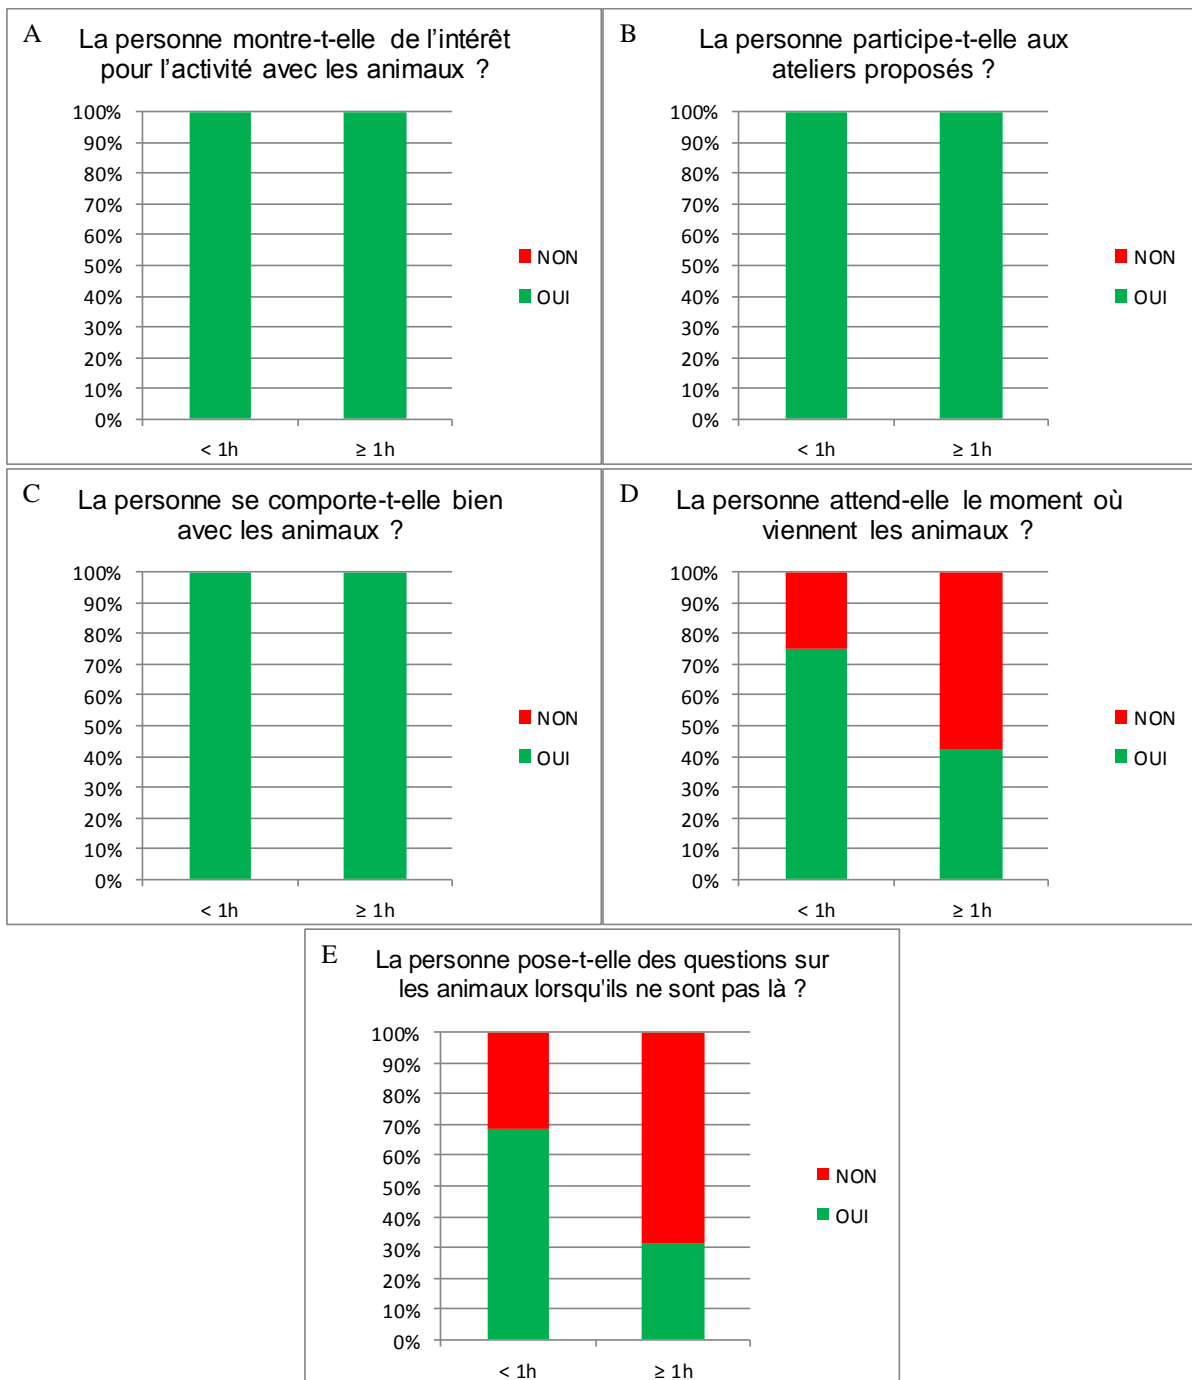 A La personne montre-t-elle de l’intérêt
pour l’activité avec les animaux ?
100%
90%
80%
70%
60%
50%
40%
30%
20%
10%
0%
< 1h ≥ 1h
NON
OUI
B La personne participe-t-elle aux
ateliers proposés ?
100%
90%
80%
70%
60%
50%
40%
30%
20%
10%
0%
< 1h ≥ 1h
NON
OUI
C La personne se comporte-t-elle bien
avec les animaux ?
100%
90%
80%
70%
60%
50%
40%
30%
20%
10%
0%
< 1h ≥ 1h
NON
OUI
D La personne attend-elle le moment où
viennent les animaux ?
100%
90%
80%
70%
60%
50%
40%
30%
20%
10%
0%
< 1h ≥ 1h
NON
OUI
E La personne pose-t-elle des questions sur
les animaux lorsqu'ils ne sont pas là ?
100%
90%
80%
70%
60%
50%
40%
30%
20%
10%
0%
< 1h ≥ 1h
NON
OUI